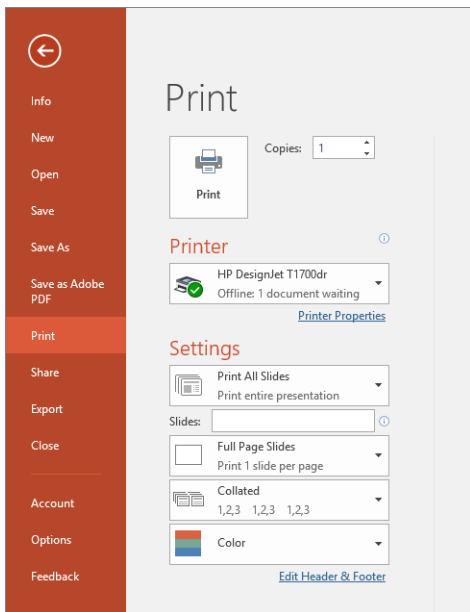 Info
New
Open
Save
Save As
Save as Adobe
PDF
Print
Share
Export
Close
Account
Options
Feedback
Print
Print
Copies: 1
Printer
HP DesignJet T1700dr
Offline: 1 document waiting
Printer Properties
Settings
Print All Slides
Print entire presentation
Slides:
Full Page Slides
Print 1 slide per page
Collated
1,2,3 1,2,3 1,2,3
Color
Edit Header & Footer